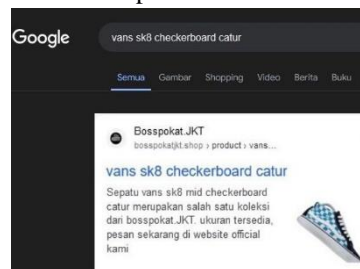 Google
vans sk8 checkerboard catur
Semua Gambar Shopping Video Berita Buku
Bosspokat.JKT
bosspokatjkt.shop › product › vans...
vans sk8 checkerboard catur
Sepatu vans sk8 mid checkerboard
catur merupakan salah satu koleksi
dari bosspokat.JKT. ukuran tersedia,
pesan sekarang di website official
kami